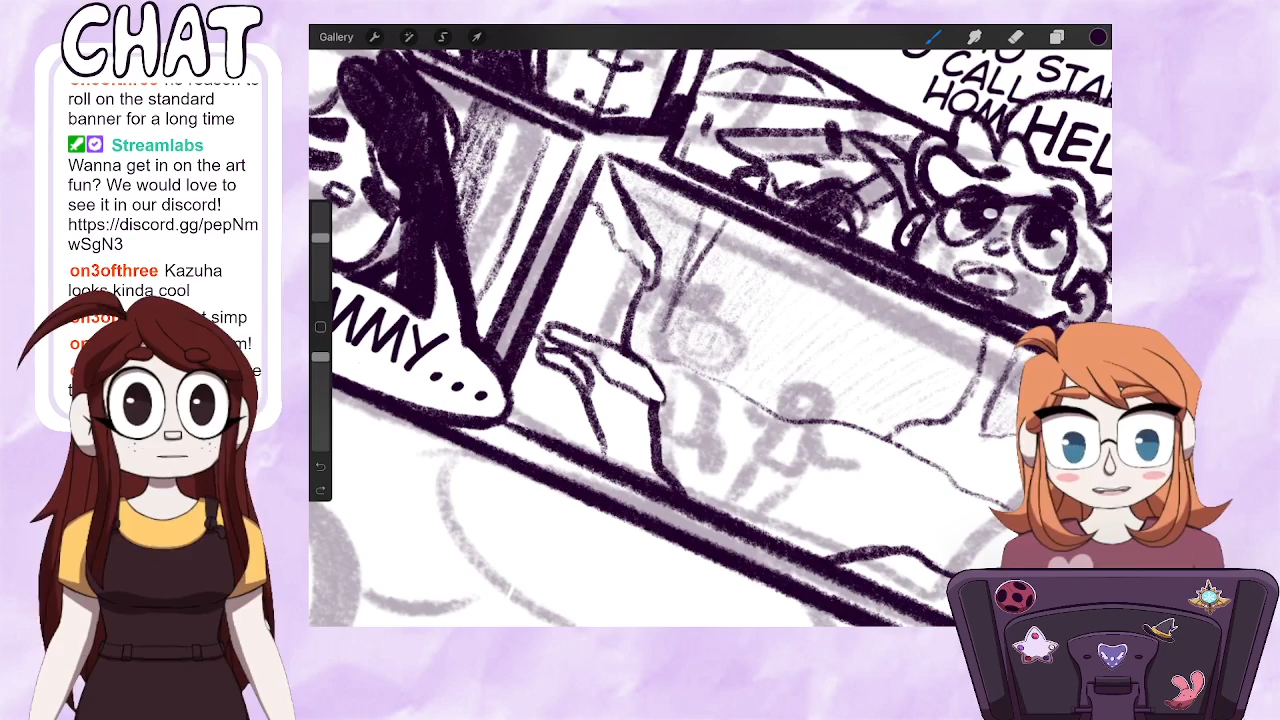 CHAT
roll on the standard
banner for a long time
Streamlabs
Wanna get in on the art
fun? We would love to
see it in our discord!
https://discord.gg/pepNm
wSgN3
on3ofthree Kazuha
looks kinda cool
simp
Gallery
CALL
HOM
HEL
MMY...